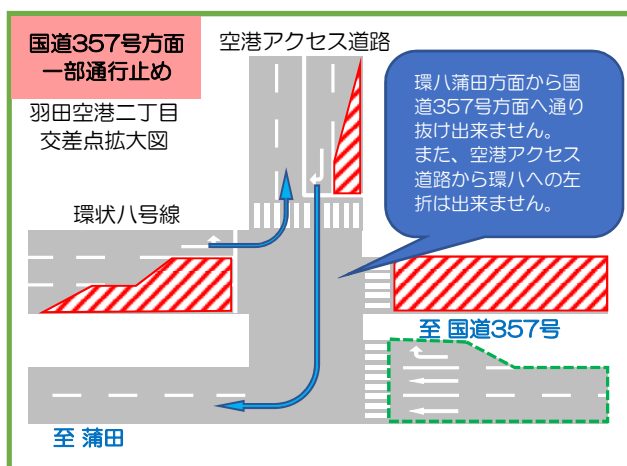 国道357号方面
一部通行止め
空港アクセス道路
羽田空港二丁目
交差点拡大図
環八蒲田方面から国
道357号方面へ通り
抜け出来ません。
また、空港アクセス
道路から環八への左
折は出来ません。
環状八号線
至 国道357号
至 蒲田